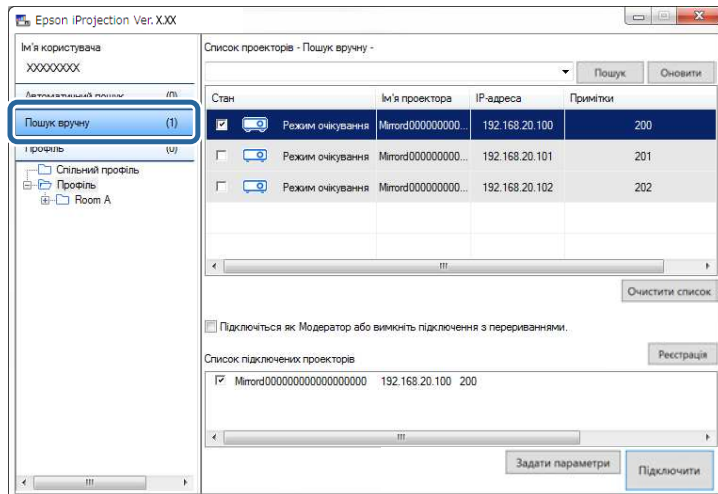 Epson iProjection Ver. X.XX
Ім'я користувача
XXXXXXXX
Автоматичний пошук (0)
Пошук вручну (1)
Профіль (0)
Спільний профіль
Профіль
Room A
Список проекторів - Пошук вручну -
Пошук Оновити
Стан Ім'я проектора IP-адреса Примітки
Режим очікування Mirrord000000000... 192.168.20.100 200
Режим очікування Mirrord000000000... 192.168.20.101 201
Режим очікування Mirrord000000000... 192.168.20.102 202
Очистити список
Підключіться як Модератор або вимкніть підключення з перериваннями.
Список підключених проекторів Реєстрація
Mirrord000000000000000000 192.168.20.100 200
Задати параметри Підключити